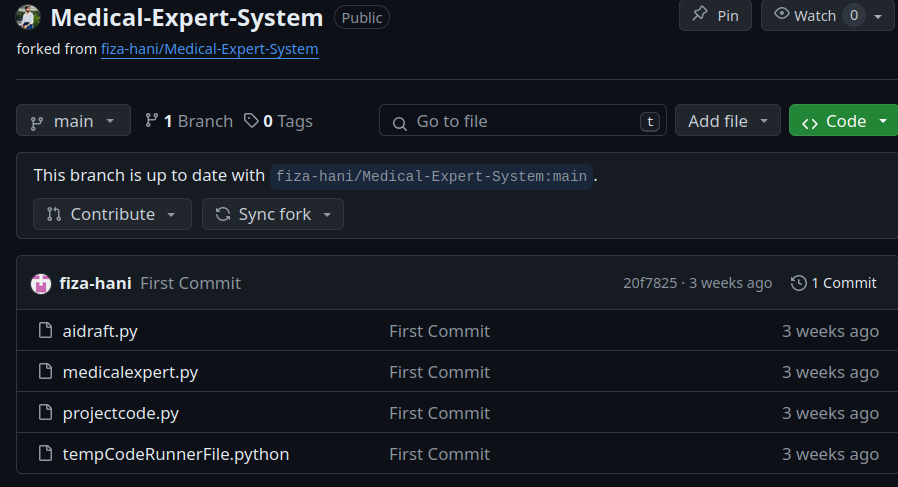 Medical-Expert-System Public Pin Watch 0
forked from fiza-hani/Medical-Expert-System
main 1 Branch 0 Tags Go to file t Add file Code
This branch is up to date with fiza-hani/Medical-Expert-System:main.
Contribute Sync fork
fiza-hani First Commit 20f7825 · 3 weeks ago 1 Commit
aidraft.py First Commit 3 weeks ago
medicalexpert.py First Commit 3 weeks ago
projectcode.py First Commit 3 weeks ago
tempCodeRunnerFile.python First Commit 3 weeks ago